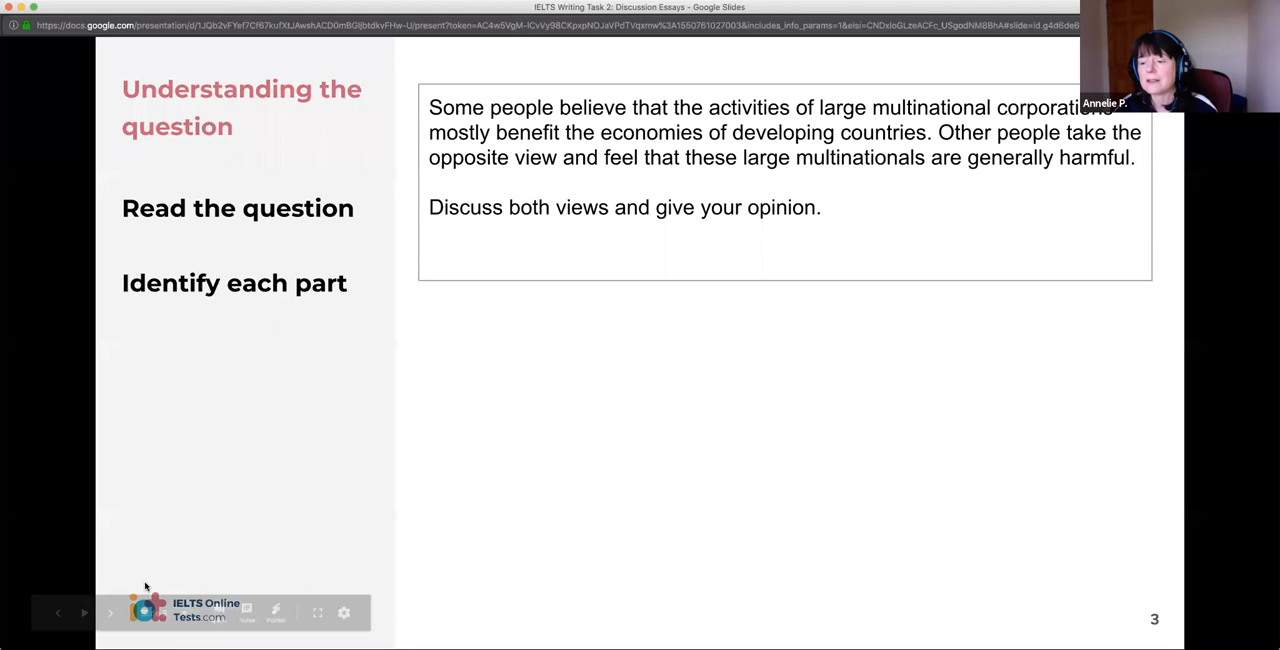 IELTS Writing Task 2: Discussion Essays - Google Slides
Understanding the
question
Read the question
Identify each part
Some people believe that the activities of large multinational corporations
mostly benefit the economies of developing countries. Other people take the
opposite view and feel that these large multinationals are generally harmful.
Discuss both views and give your opinion.
Annelie P.
IELTS Online
Tests.com
Notes
Pointer
3